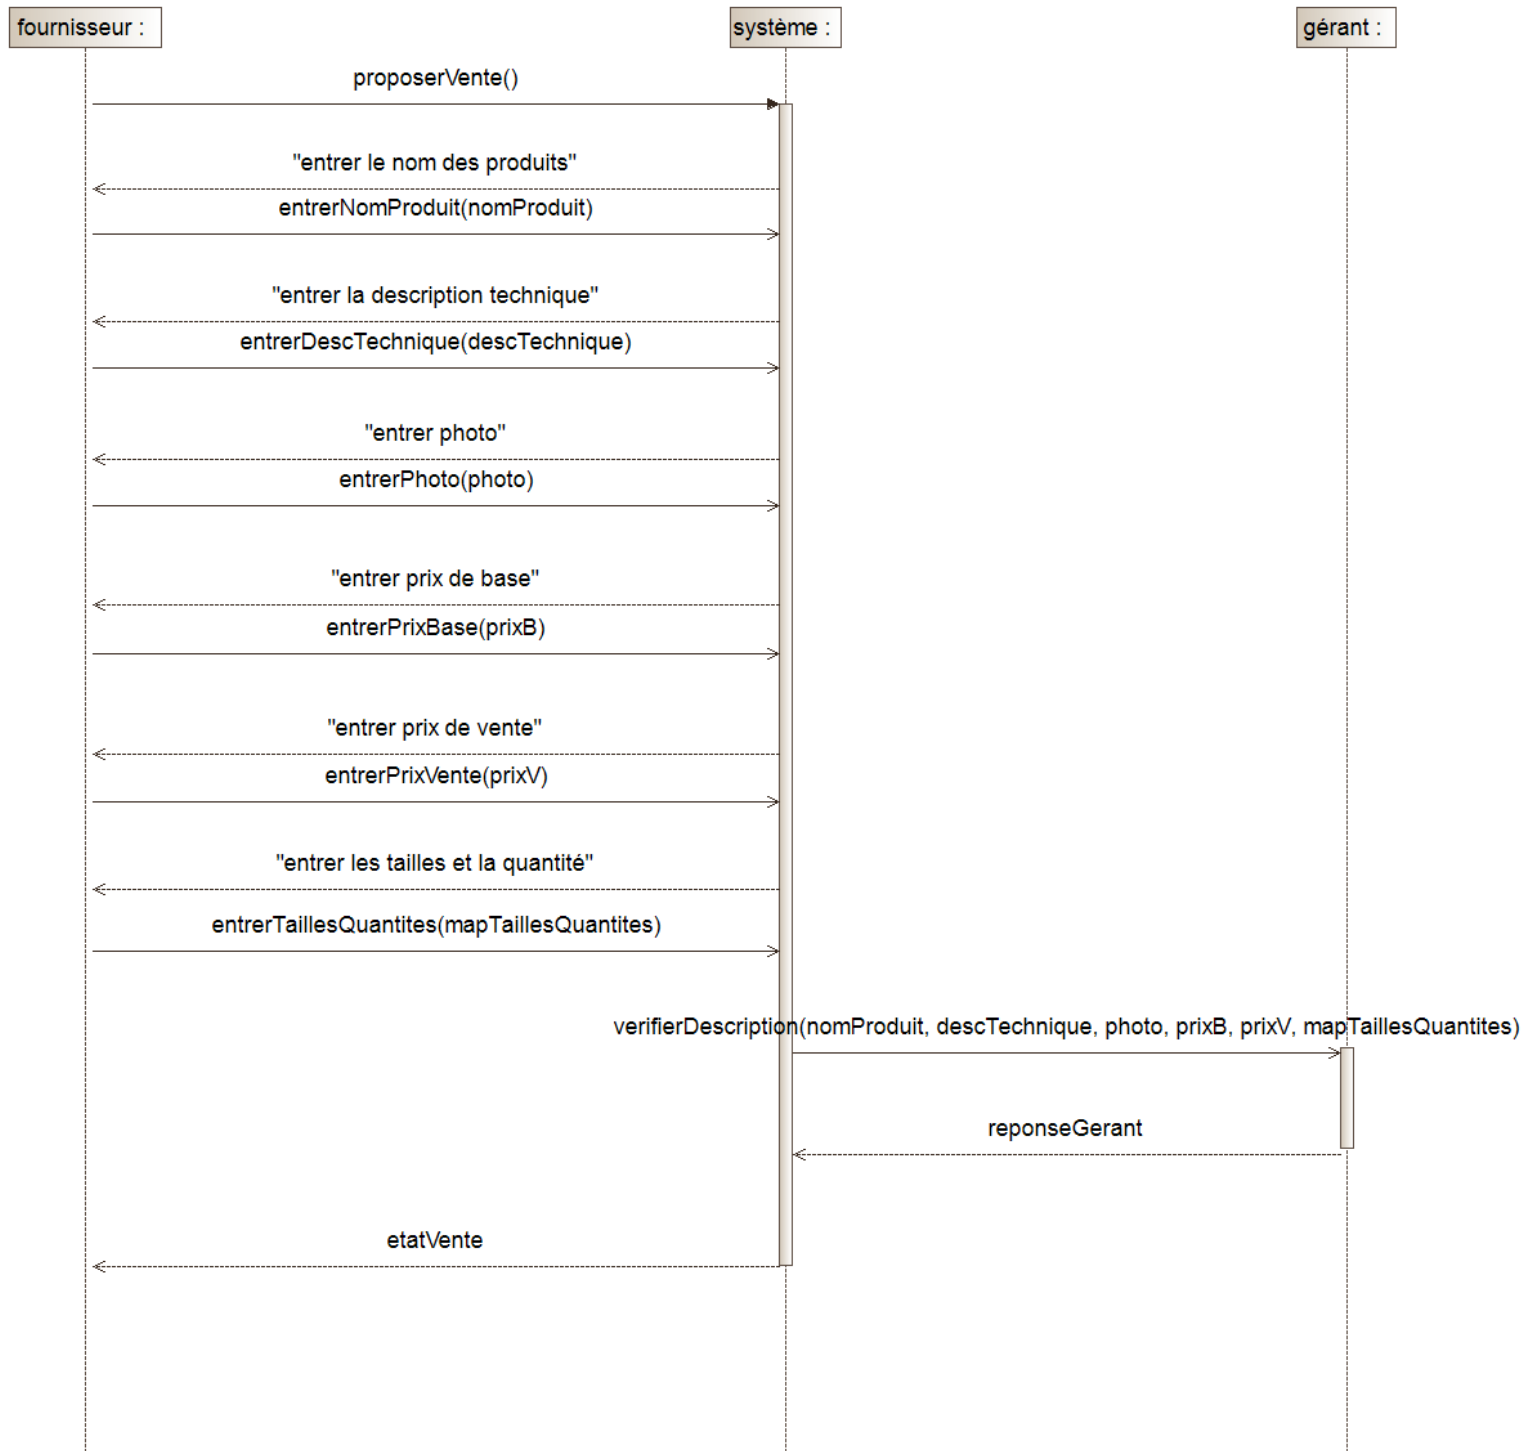 fournisseur :
système :
gérant :
proposerVente()
"entrer le nom des produits"
entrerNomProduit(nomProduit)
"entrer la description technique"
entrerDescTechnique(descTechnique)
"entrer photo"
entrerPhoto(photo)
"entrer prix de base"
entrerPrixBase(prixB)
"entrer prix de vente"
entrerPrixVente(prixV)
"entrer les tailles et la quantité"
entrerTaillesQuantites(mapTaillesQuantites)
verifierDescription(nomProduit, descTechnique, photo, prixB, prixV, mapTaillesQuantites)
reponseGerant
etatVente